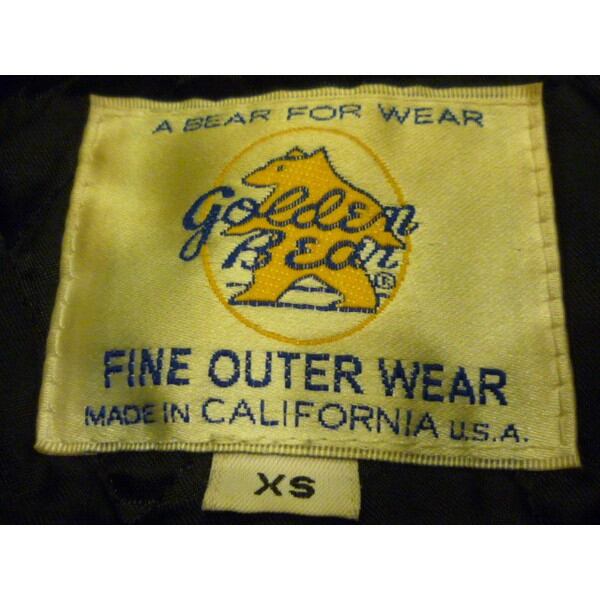 A BEAR FOR WEAR
Golden
Bear
®
FINE OUTER WEAR
MADE IN CALIFORNIA U.S.A.
XS